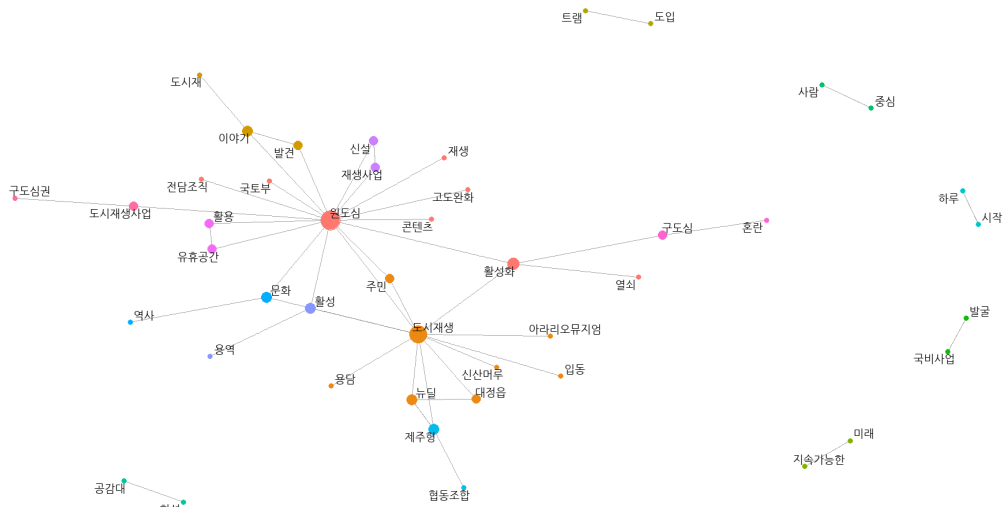 트램
도입
도시재
사람
중심
이야기
발견
신설
재생
재생사업
전담조직
국토부
고도완화
구도심권
도시재생사업
활용
원도심
콘텐츠
구도심
혼란
하루
시작
유휴공간
활성화
열쇠
주민
문화
활성
역사
도시재생
아라리오뮤지엄
발굴
용역
국비사업
신산머루
입동
용담
뉴딜
대정읍
제주형
미래
지속가능한
공감대
협동조합